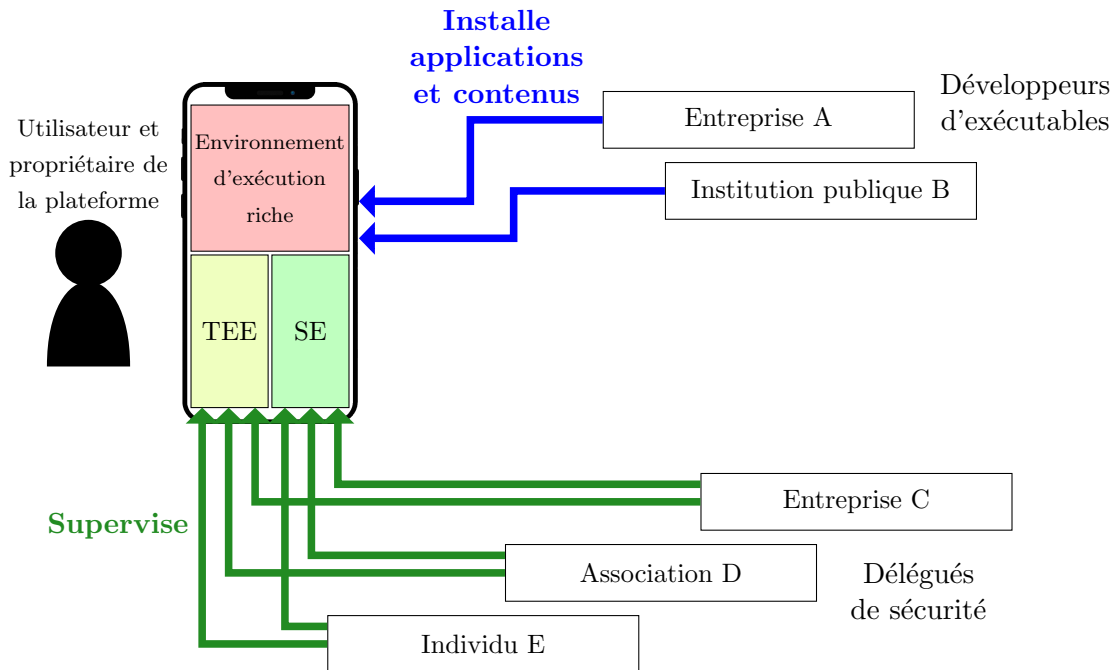 Installe
applications
et contenus
Développeurs
d'exécutables
Entreprise A
Institution publique B
Utilisateur et
propriétaire de
la plateforme
Environnement
d'exécution
riche
TEE
SE
Supervise
Entreprise C
Association D
Individu E
Délégués
de sécurité